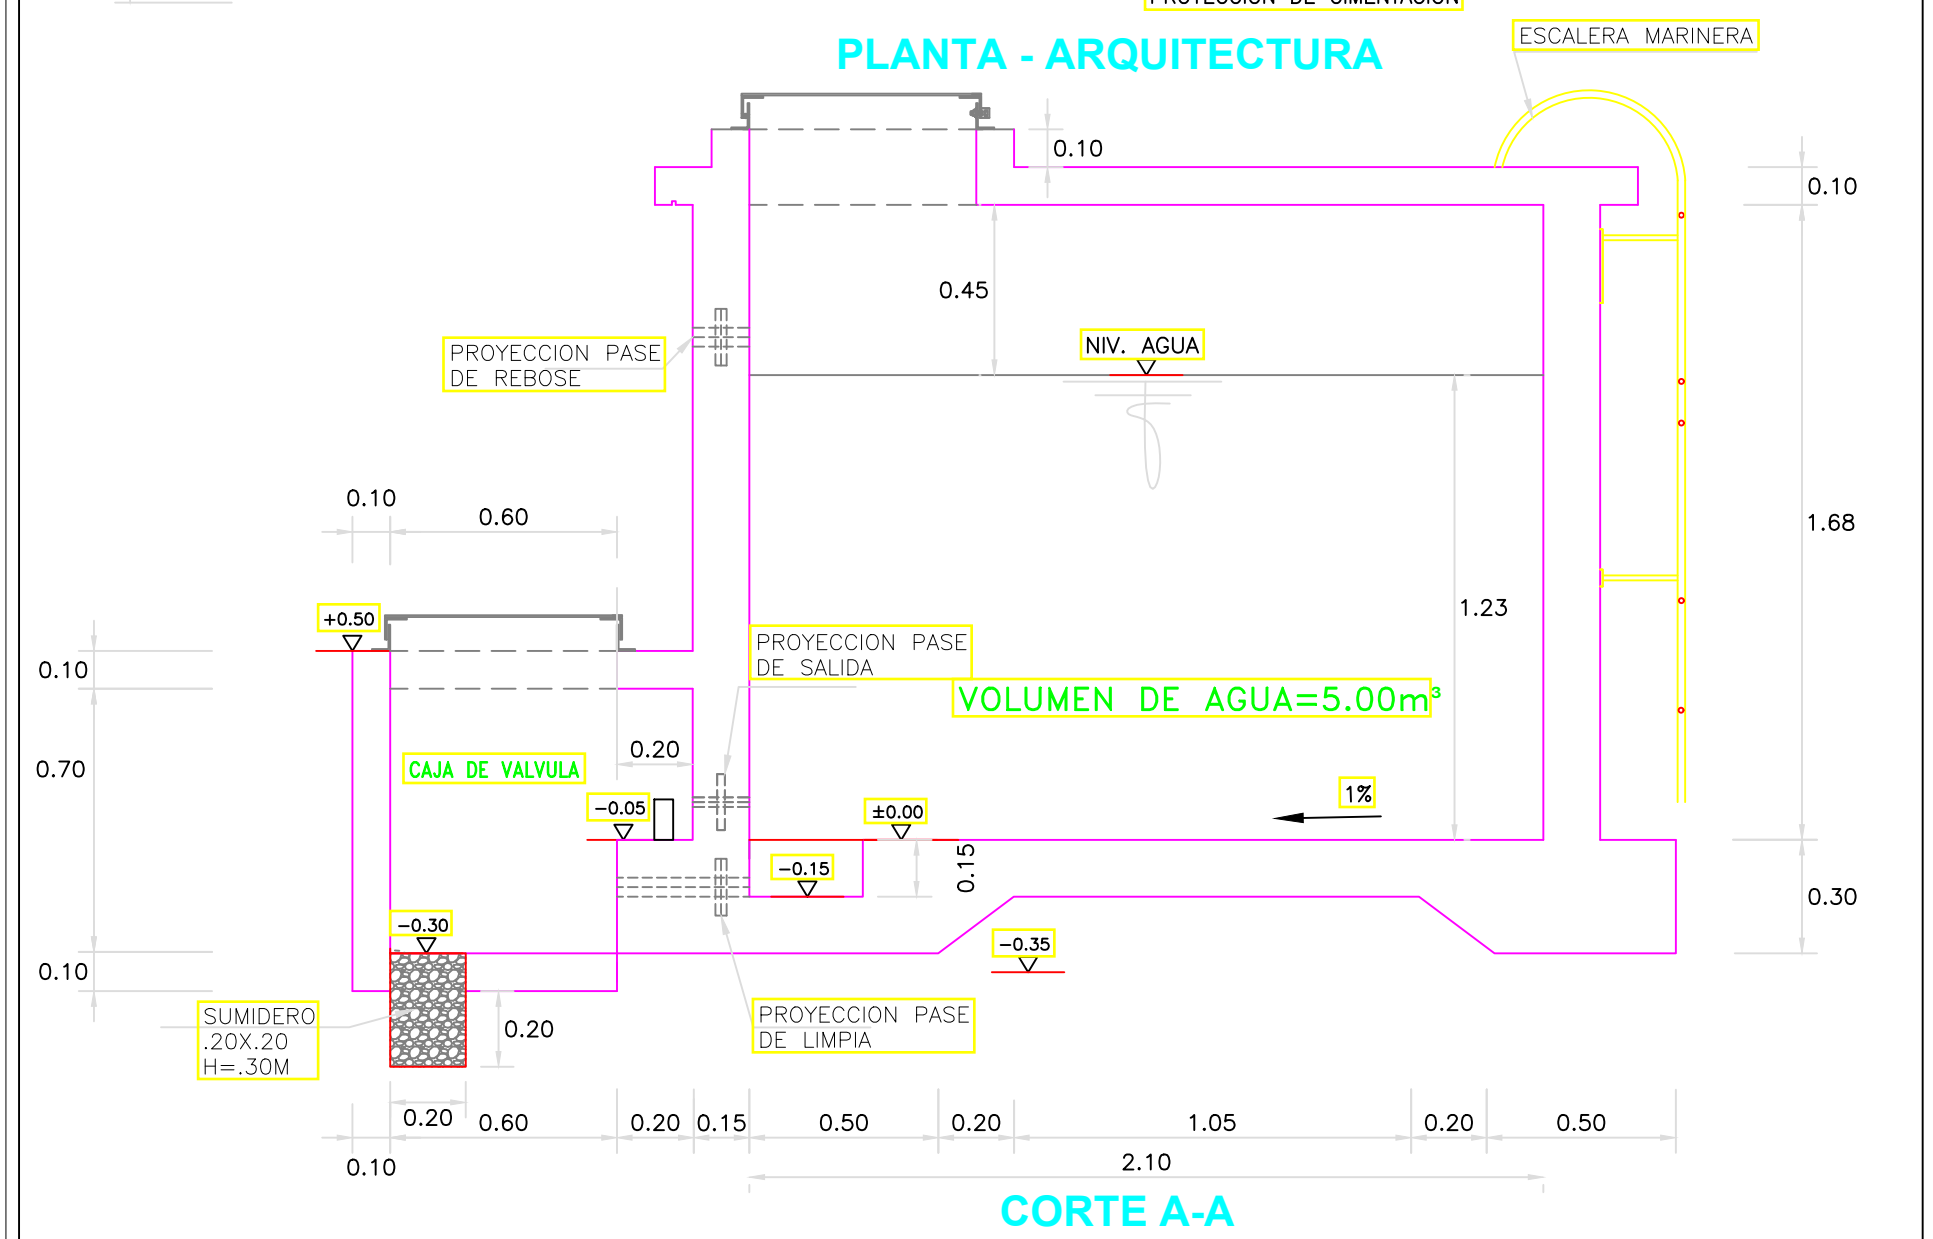 PROYECCION DE CIMENTACION
ESCALERA MARINERA
PLANTA - ARQUITECTURA
0.10
0.10
0.45
NIV. AGUA
PROYECCION PASE
DE REBOSE
0.10
0.60
1.68
1.23
+0.50
0.10
PROYECCION PASE
DE SALIDA
VOLUMEN DE AGUA=5.00m³
0.70
CAJA DE VALVULA
0.20
-0.05
±0.00
1%
0.15
-0.15
0.30
-0.30
-0.35
0.10
SUMIDERO
.20X.20
H=.30M
0.20
PROYECCION PASE
DE LIMPIA
0.20
0.60
0.20
0.15
0.50
0.20
1.05
0.20
0.50
0.10
2.10
CORTE A-A